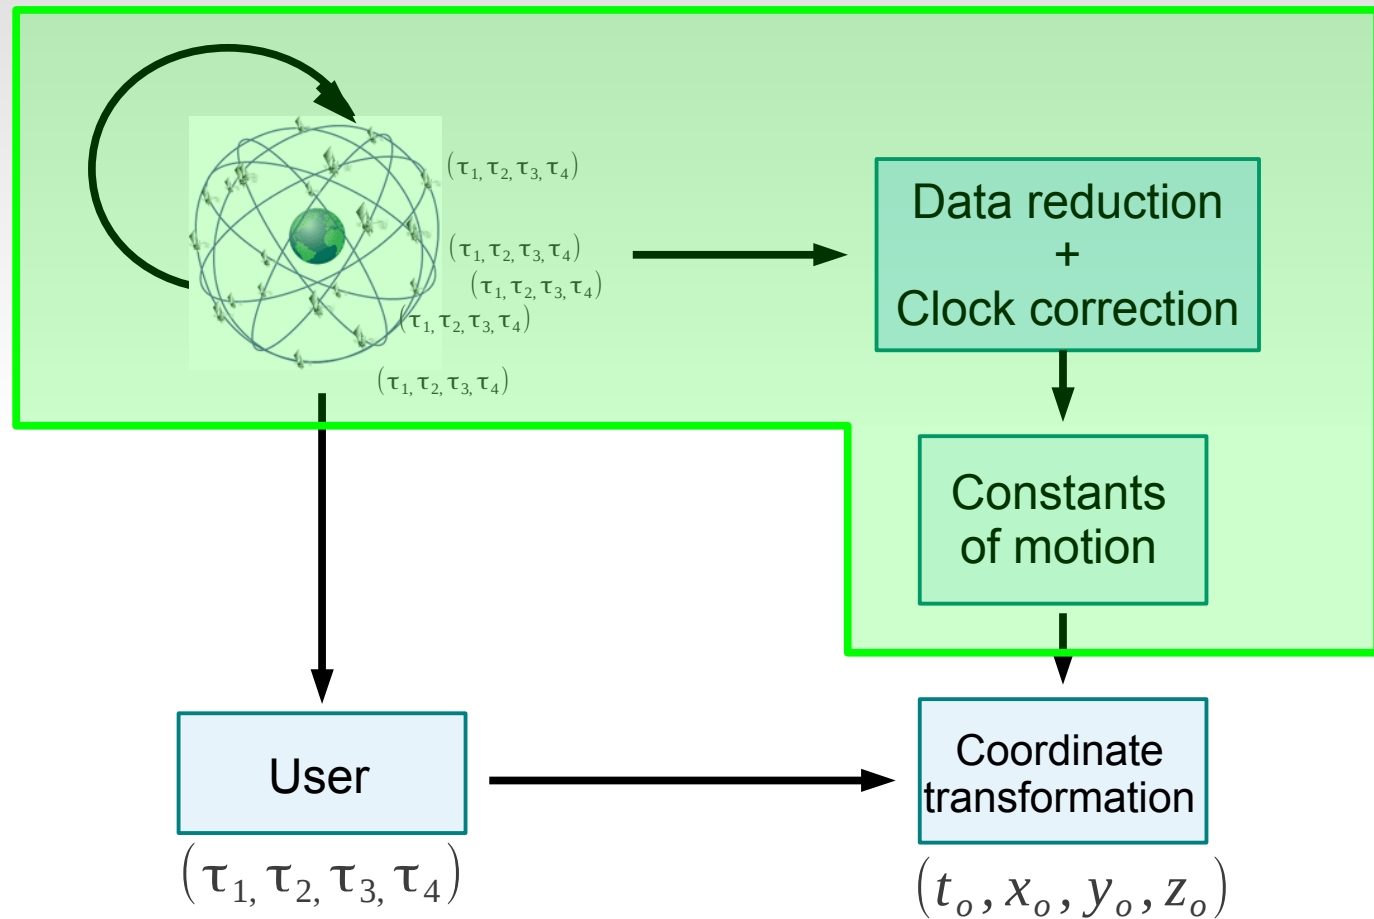 (τ₁, τ₂, τ₃, τ₄)
(τ₁, τ₂, τ₃, τ₄)
(τ₁, τ₂, τ₃, τ₄)
(τ₁, τ₂, τ₃, τ₄)
(τ₁, τ₂, τ₃, τ₄)
Data reduction
+
Clock correction
Constants
of motion
User
(τ₁, τ₂, τ₃, τ₄)
Coordinate
transformation
(tₒ, xₒ, yₒ, zₒ)